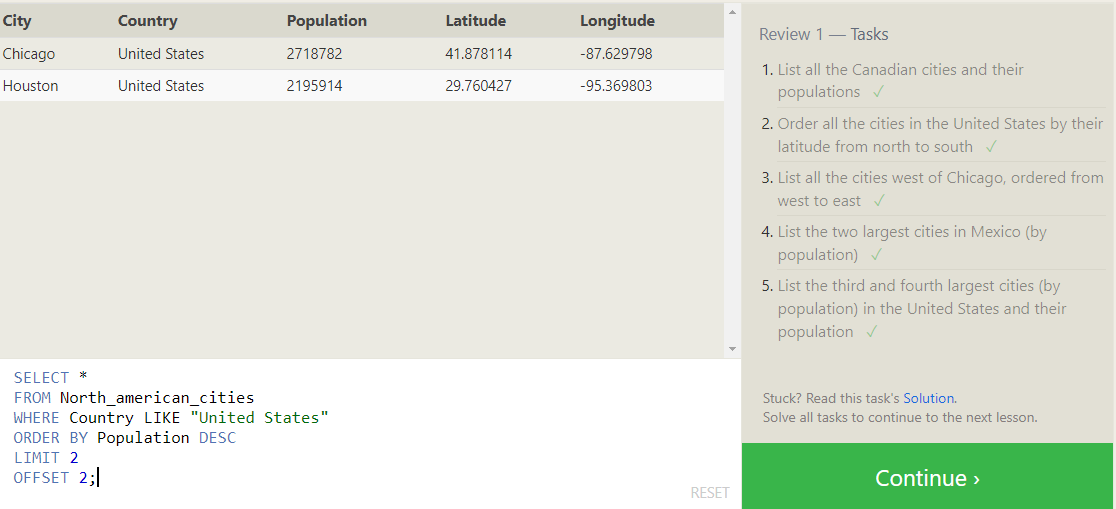 City Country Population Latitude Longitude
Chicago United States 2718782 41.878114 -87.629798
Houston United States 2195914 29.760427 -95.369803
SELECT *
FROM North_american_cities
WHERE Country LIKE "United States"
ORDER BY Population DESC
LIMIT 2
OFFSET 2;
RESET
Review 1 — Tasks
1. List all the Canadian cities and their
populations ✓
2. Order all the cities in the United States by their
latitude from north to south ✓
3. List all the cities west of Chicago, ordered from
west to east ✓
4. List the two largest cities in Mexico (by
population) ✓
5. List the third and fourth largest cities (by
population) in the United States and their
population ✓
Stuck? Read this task's Solution.
Solve all tasks to continue to the next lesson.
Continue ›